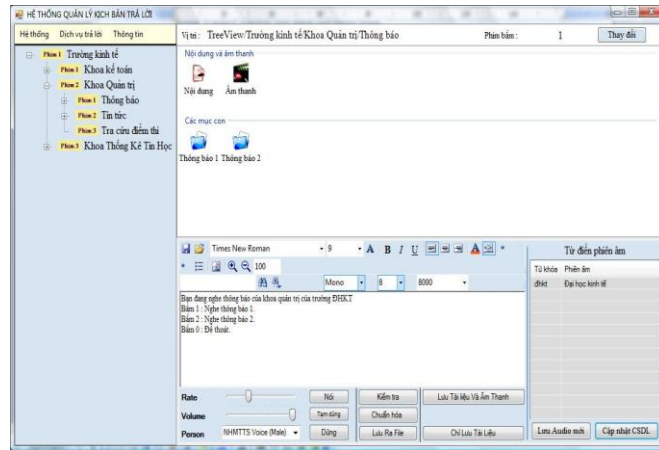 HỆ THỐNG QUẢN LÝ KỊCH BẢN TRẢ LỜI
Hệ thống Dịch vụ trả lời Thông tin
Phím 1 Trường kinh tế
Phím 1 Khoa kế toán
Phím 2 Khoa Quản trị
Phím 1 Thông báo
Phím 2 Tin tức
Phím 3 Tra cứu điểm thi
Phím 3 Khoa Thống Kê Tin Học
Vị trí : TreeView/Trường kinh tế/Khoa Quản trị/Thông báo Phím bấm : 1 Thay đổi
Nội dung và âm thanh
Nội dung Âm thanh
Các mục con
Thông báo 1 Thông báo 2
Times New Roman 9 A B I U A
100
Mono 8 8000
Bạn đang nghe thông báo của khoa quản trị của trường ĐHKT
Bấm 1 : Nghe thông báo 1.
Bấm 2 : Nghe thông báo 2.
Bấm 0 : Để thoát.
Rate Nói Kiểm tra Lưu Tài liệu Và Âm Thanh
Volume Tạm dừng Chuẩn hóa
Person NHMTTS Voice (Male) Dừng Lưu Ra File Chỉ Lưu Tài Liệu
Từ điển phiên âm
Từ khóa Phiên âm
đhkt Đại học kinh tế
Lưu Audio mới Cập nhật CSDL